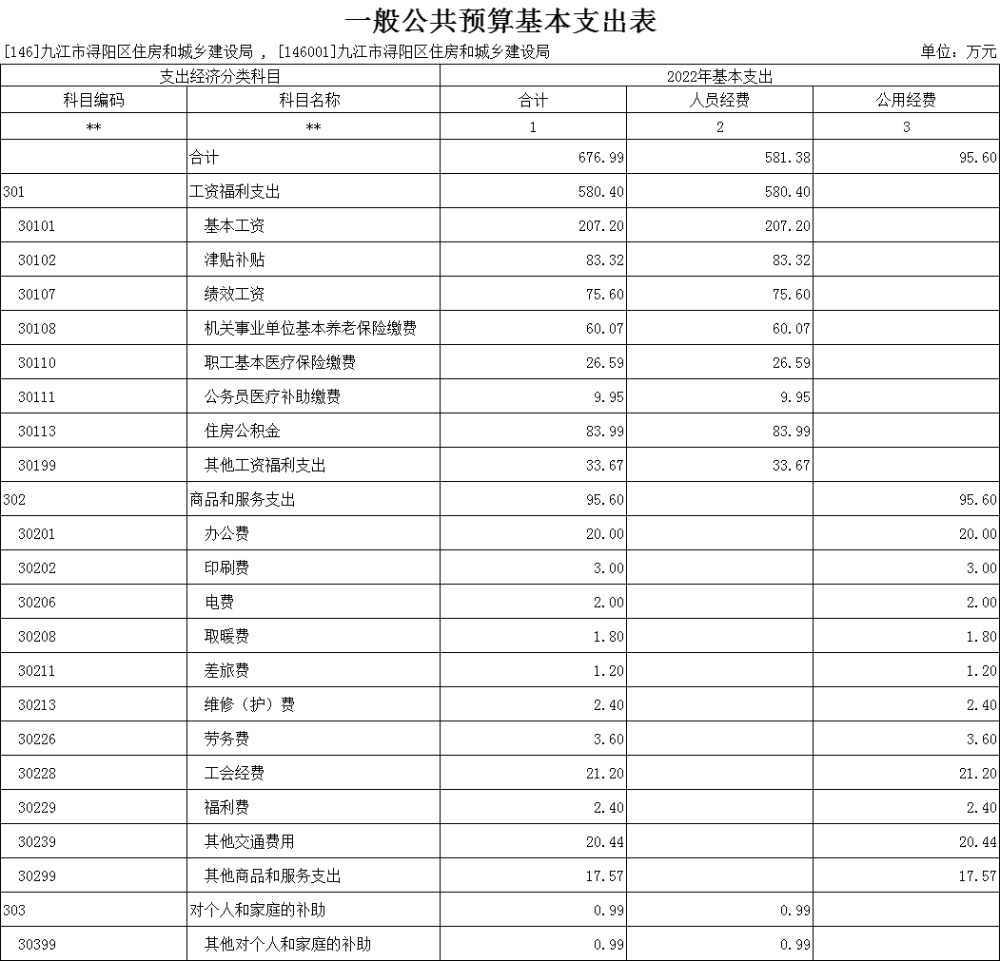 一般公共预算基本支出表
[146]九江市浔阳区住房和城乡建设局 , [146001]九江市浔阳区住房和城乡建设局 单位：万元
支出经济分类科目 2022年基本支出
科目编码 科目名称 合计 人员经费 公用经费
** ** 1 2 3
合计 676.99 581.38 95.60
301 工资福利支出 580.40 580.40
30101 基本工资 207.20 207.20
30102 津贴补贴 83.32 83.32
30107 绩效工资 75.60 75.60
30108 机关事业单位基本养老保险缴费 60.07 60.07
30110 职工基本医疗保险缴费 26.59 26.59
30111 公务员医疗补助缴费 9.95 9.95
30113 住房公积金 83.99 83.99
30199 其他工资福利支出 33.67 33.67
302 商品和服务支出 95.60 95.60
30201 办公费 20.00 20.00
30202 印刷费 3.00 3.00
30206 电费 2.00 2.00
30208 取暖费 1.80 1.80
30211 差旅费 1.20 1.20
30213 维修（护）费 2.40 2.40
30226 劳务费 3.60 3.60
30228 工会经费 21.20 21.20
30229 福利费 2.40 2.40
30239 其他交通费用 20.44 20.44
30299 其他商品和服务支出 17.57 17.57
303 对个人和家庭的补助 0.99 0.99
30399 其他对个人和家庭的补助 0.99 0.99